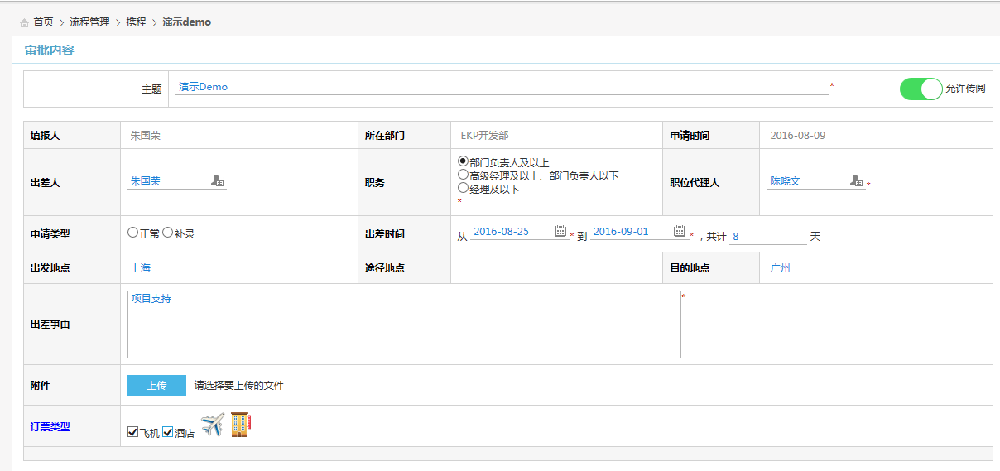 首页 > 流程管理 > 携程 > 演示demo
审批内容
主题 演示Demo * 允许传阅
填报人 朱国荣 所在部门 EKP开发部 申请时间 2016-08-09
出差人 朱国荣 职务 部门负责人及以上 职位代理人 陈晓文 *
高级经理及以上、部门负责人以下
经理及以下
*
申请类型 正常 补录 出差时间 从 2016-08-25 * 到 2016-09-01 * ，共计 8 天
出发地点 上海 途径地点 目的地点 广州
出差事由 项目支持 *
附件 上传 请选择要上传的文件
订票类型 飞机 酒店